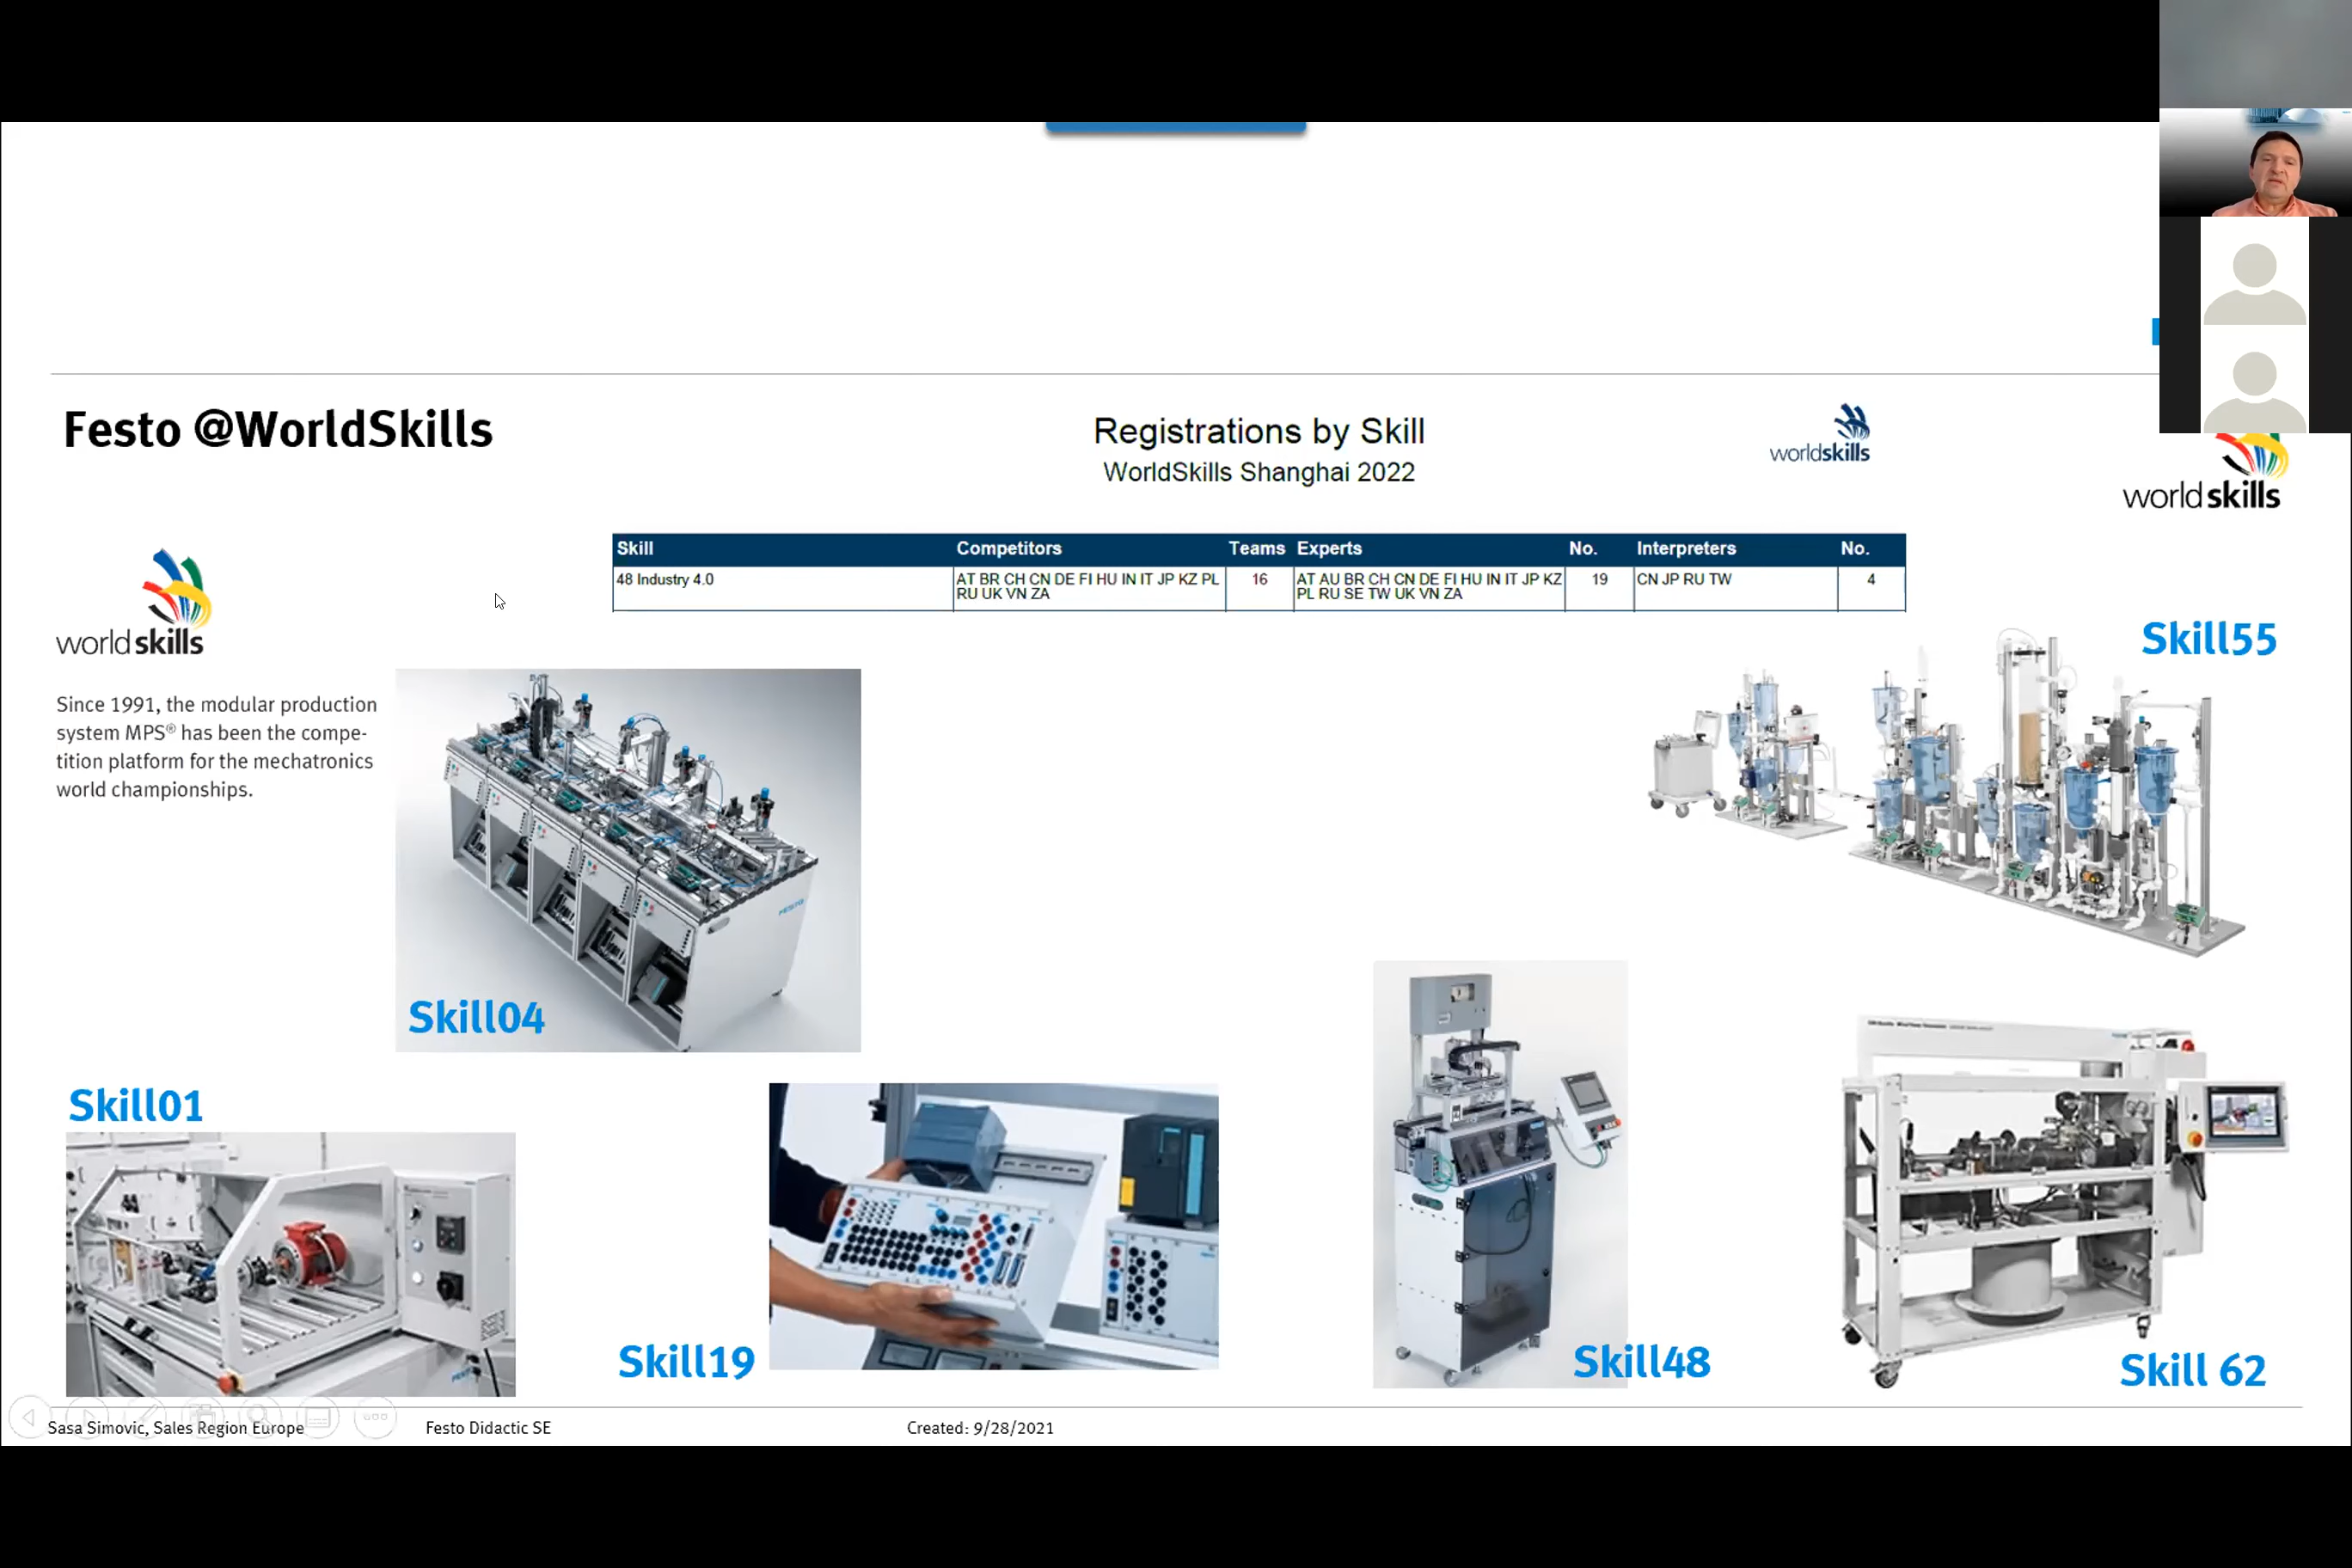 Festo @WorldSkills
Registrations by Skill
WorldSkills Shanghai 2022
worldskills
world skills
Skill Competitors Teams Experts No. Interpreters No.
48 Industry 4.0 AT BR CH CN DE FI HU IN IT JP KZ PL 16 AT AU BR CH CN DE FI HU IN IT JP KZ 19 CN JP RU TW 4
RU UK VN ZA PL RU SE TW UK VN ZA
world skills
Since 1991, the modular production
system MPS® has been the compe-
tition platform for the mechatronics
world championships.
Skill55
FESTO
Skill04
Skill01
Skill19
Skill48
Skill 62
Sasa Simovic, Sales Region Europe
Festo Didactic SE
Created: 9/28/2021